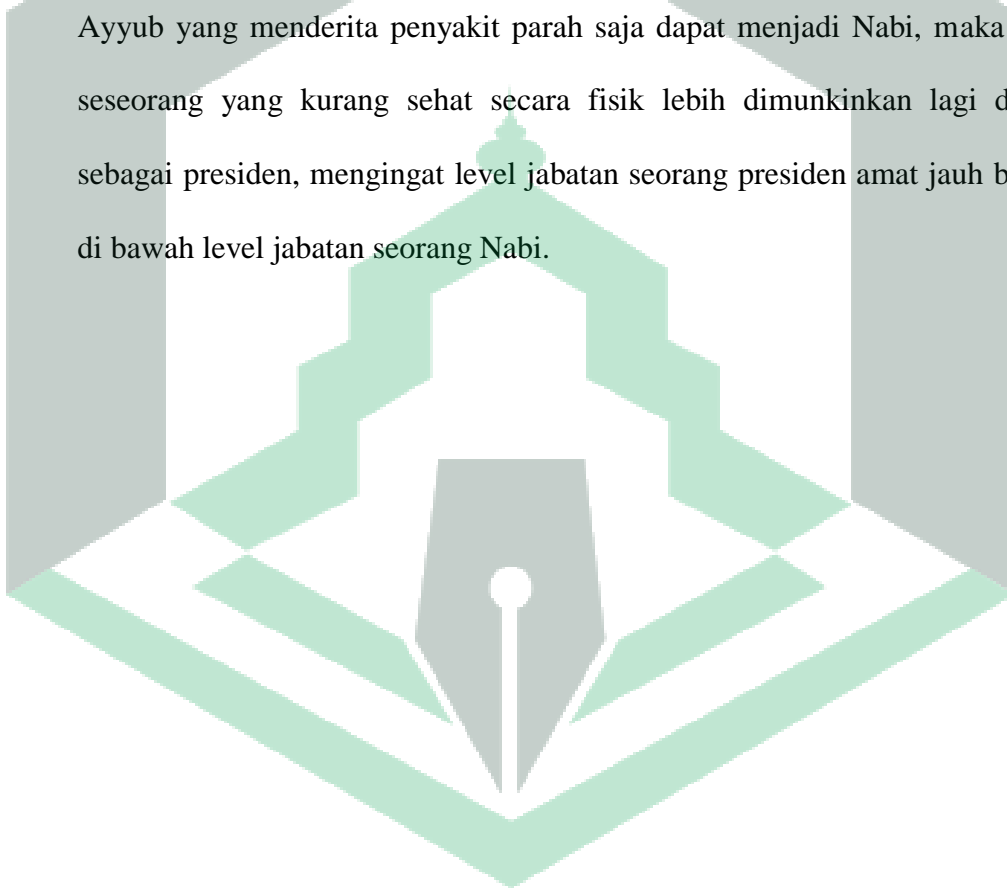 Ayyub yang menderita penyakit parah saja dapat menjadi Nabi, maka
seseorang yang kurang sehat secara fisik lebih dimunkinkan lagi
sebagai presiden, mengingat level jabatan seorang presiden amat jauh
di bawah level jabatan seorang Nabi.